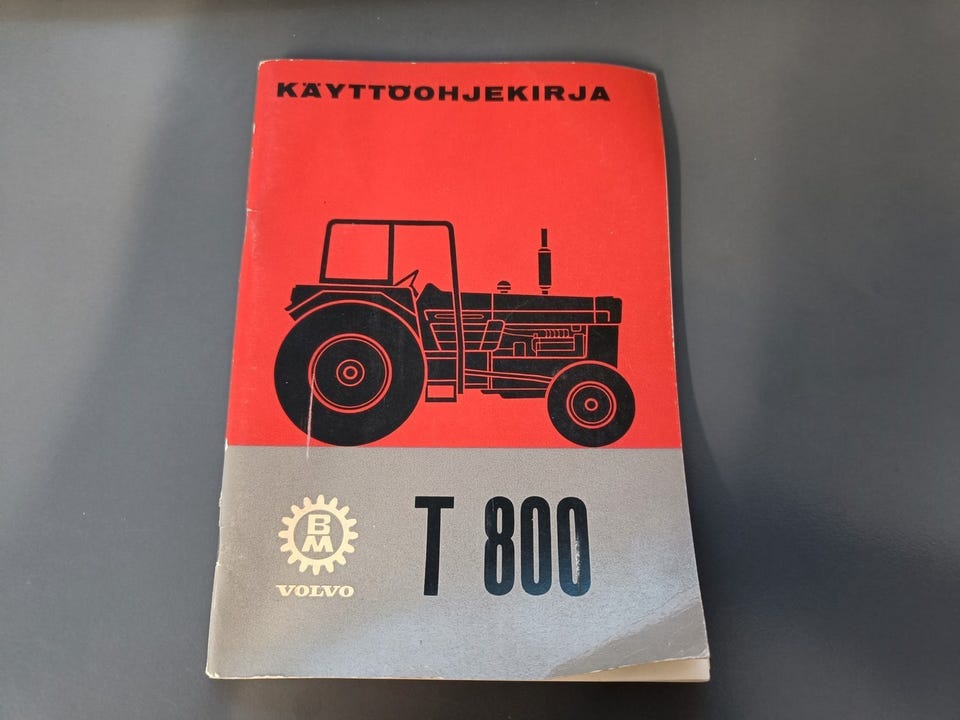 KÄYTTÖOHJEKIRJA
BM
VOLVO
T 800